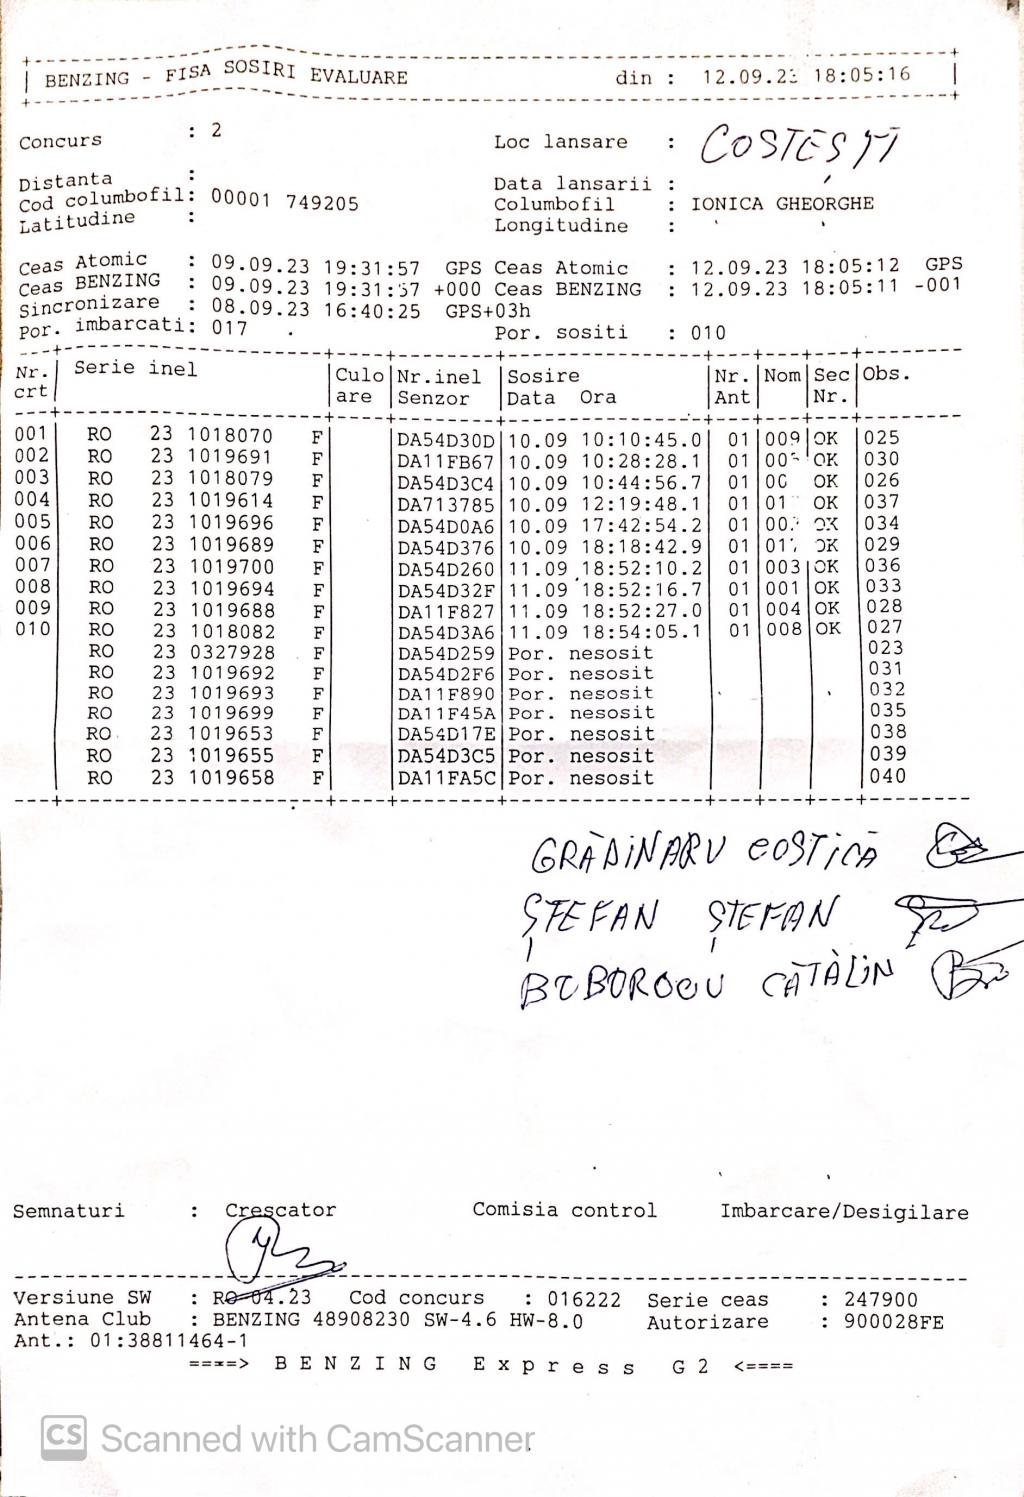 BENZING - FISA SOSIRI EVALUARE din : 12.09.23 18:05:16
Concurs : 2 Loc lansare : COSTEȘTI
Distanta : Data lansarii :
Cod columbofil: 00001 749205 Columbofil : IONICA GHEORGHE
Latitudine : Longitudine :
Ceas Atomic : 09.09.23 19:31:57 GPS Ceas Atomic : 12.09.23 18:05:12 GPS
Ceas BENZING : 09.09.23 19:31:57 +000 Ceas BENZING : 12.09.23 18:05:11 -001
Sincronizare : 08.09.23 16:40:25 GPS+03h
Por. imbarcati: 017 Por. sositi : 010
Nr. Serie inel Culo Nr.inel Sosire Nr. Nom Sec Obs.
crt are Senzor Data Ora Ant Nr.
001 RO 23 1018070 F DA54D30D 10.09 10:10:45.0 01 009 OK 025
002 RO 23 1019691 F DA11FB67 10.09 10:28:28.1 01 OK 030
003 RO 23 1018079 F DA54D3C4 10.09 10:44:56.7 01 OK 026
004 RO 23 1019614 F DA713785 10.09 12:19:48.1 01 OK 037
005 RO 23 1019696 F DA54D0A6 10.09 17:42:54.2 01 OK 034
006 RO 23 1019689 F DA54D376 10.09 18:18:42.9 01 OK 029
007 RO 23 1019700 F DA54D260 11.09 18:52:10.2 01 003 OK 036
008 RO 23 1019694 F DA54D32F 11.09 18:52:16.7 01 001 OK 033
009 RO 23 1019688 F DA11F827 11.09 18:52:27.0 01 004 OK 028
010 RO 23 1018082 F DA54D3A6 11.09 18:54:05.1 01 008 OK 027
RO 23 0327928 F DA54D259 Por. nesosit 023
RO 23 1019692 F DA54D2F6 Por. nesosit 031
RO 23 1019693 F DA11F890 Por. nesosit 032
RO 23 1019699 F DA11F45A Por. nesosit 035
RO 23 1019653 F DA54D17E Por. nesosit 038
RO 23 1019655 F DA54D3C5 Por. nesosit 039
RO 23 1019658 F DA11FA5C Por. nesosit 040
GRĂDINARU COSTICĂ
ȘTEFAN ȘTEFAN
CĂTĂLIN
Semnaturi : Crescator Comisia control Imbarcare/Desigilare
Versiune SW : RO-04.23 Cod concurs : 016222 Serie ceas : 247900
Antena Club : BENZING 48908230 SW-4.6 HW-8.0 Autorizare : 900028FE
Ant.: 01:38811464-1
====> B E N Z I N G E x p r e s s G 2 <====
CS Scanned with CamScanner